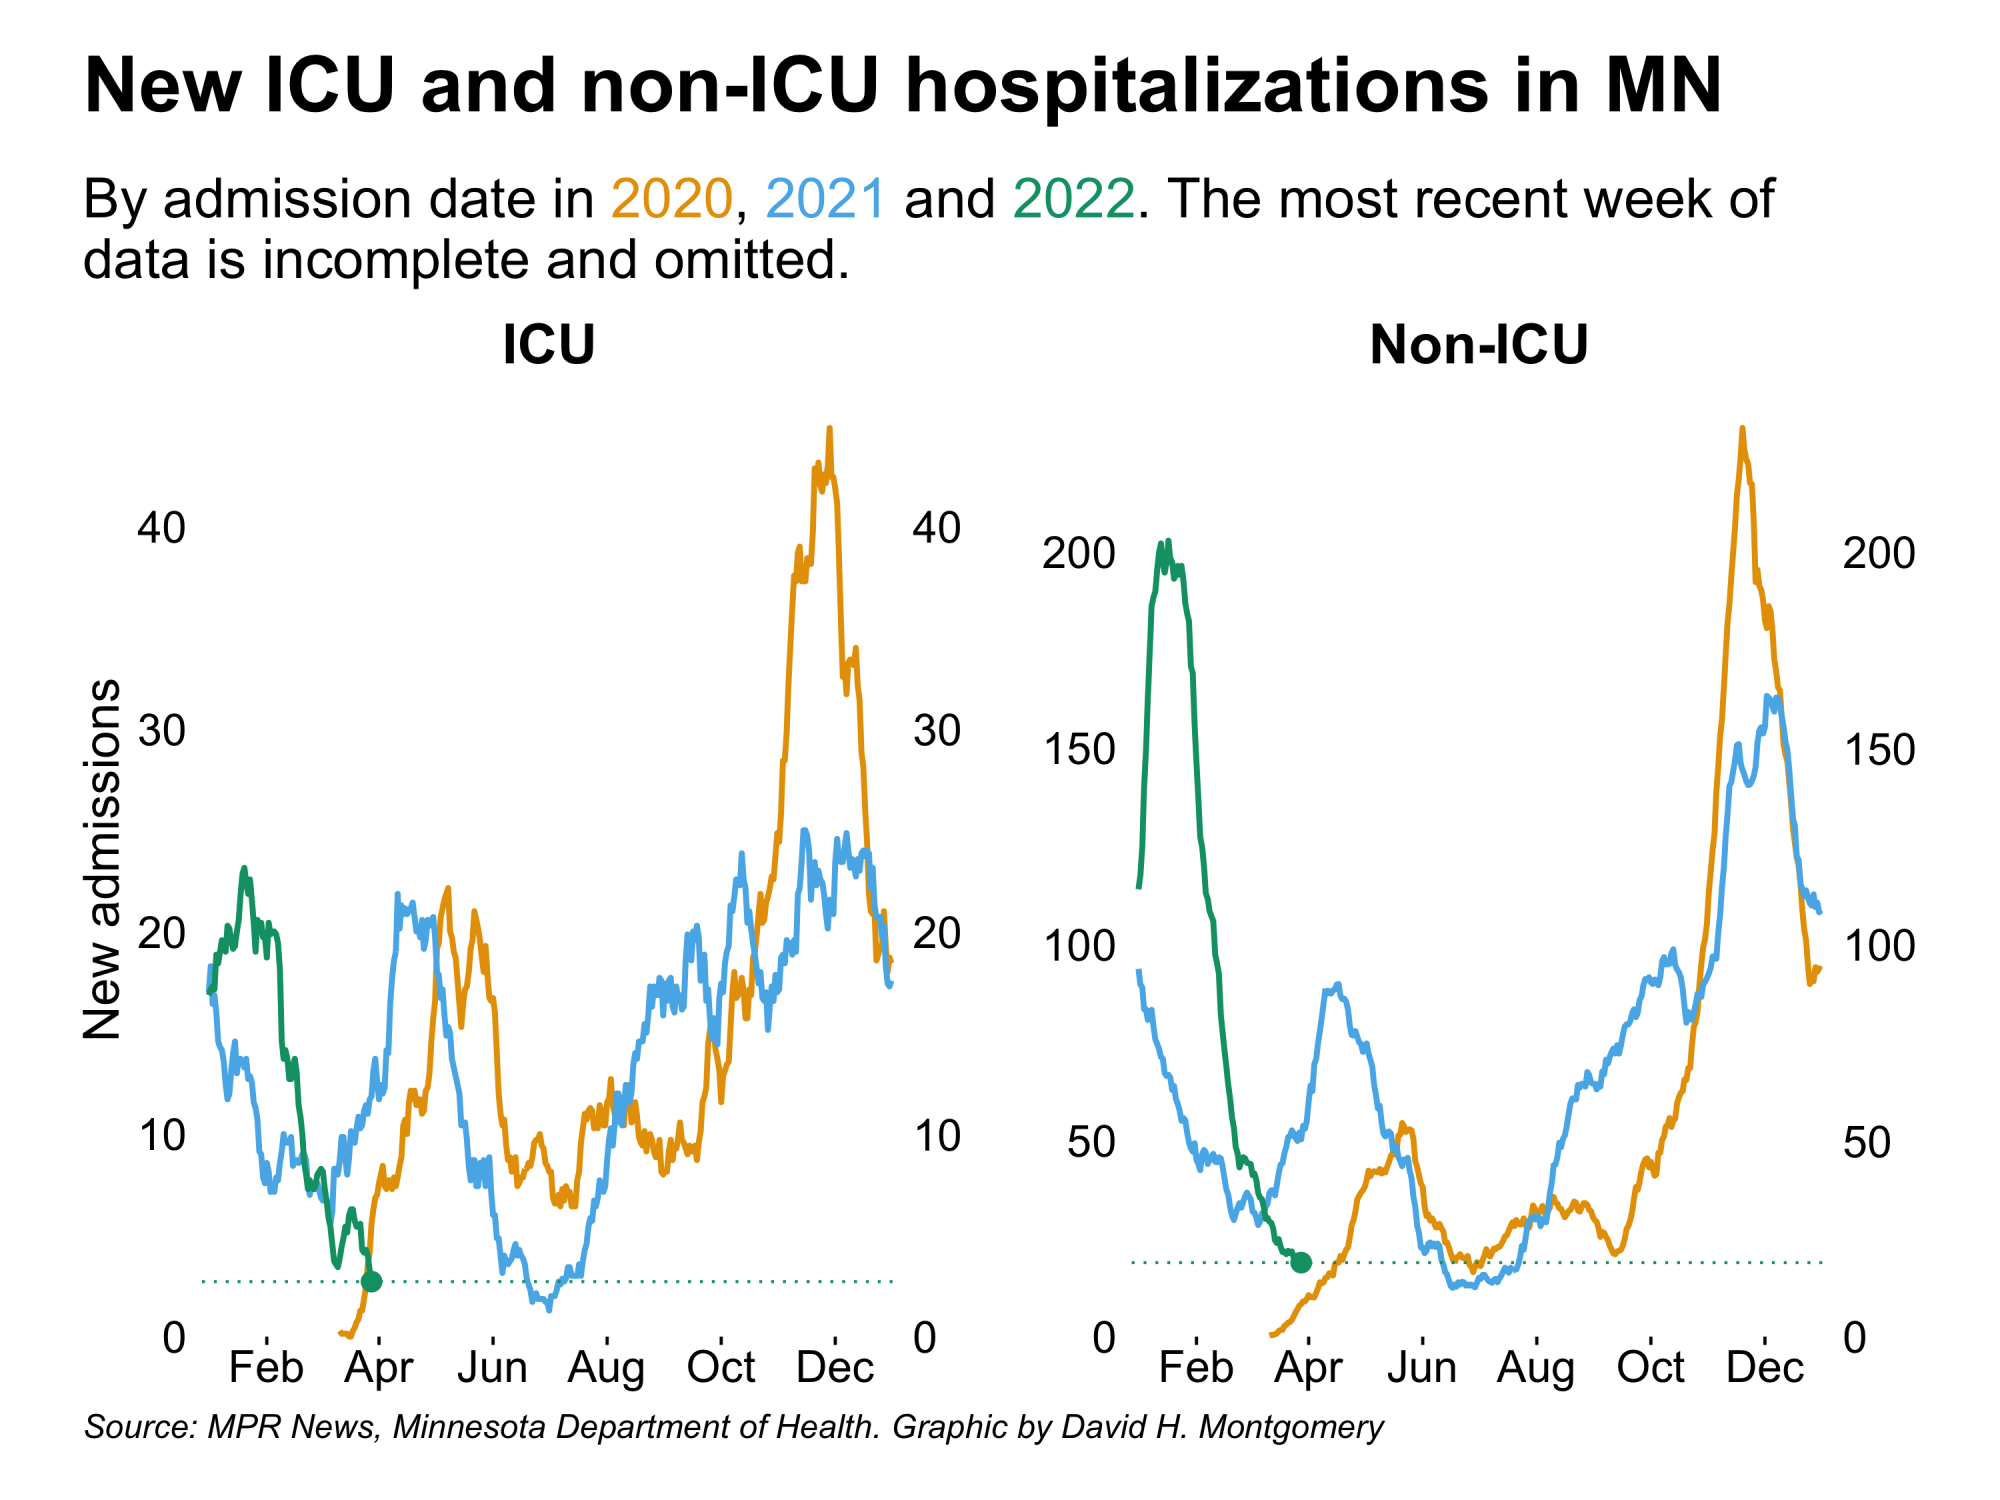 New ICU and non-ICU hospitalizations in MN
By admission date in 2020, 2021 and 2022. The most recent week of
data is incomplete and omitted.
ICU
New admissions
40
30
20
10
0
40
30
20
10
0
Feb Apr Jun Aug Oct Dec
Non-ICU
200
150
100
50
0
200
150
100
50
0
Feb Apr Jun Aug Oct Dec
Source: MPR News, Minnesota Department of Health. Graphic by David H. Montgomery